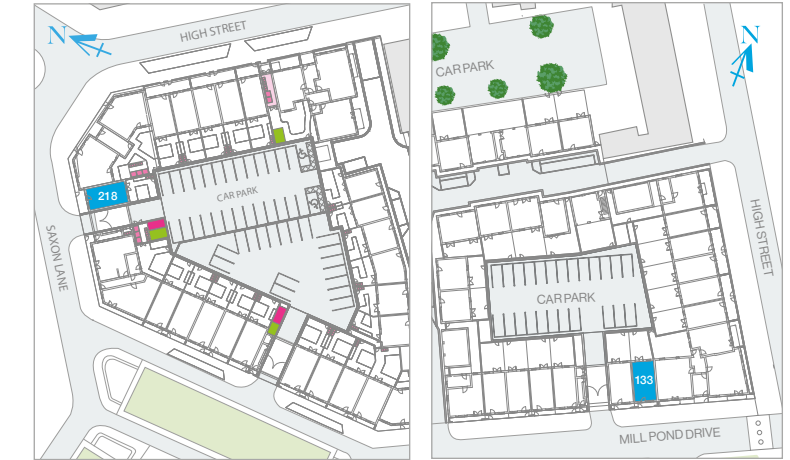 N
HIGH STREET
218
CAR PARK
SAXON LANE
N
CAR PARK
HIGH STREET
CAR PARK
133
MILL POND DRIVE